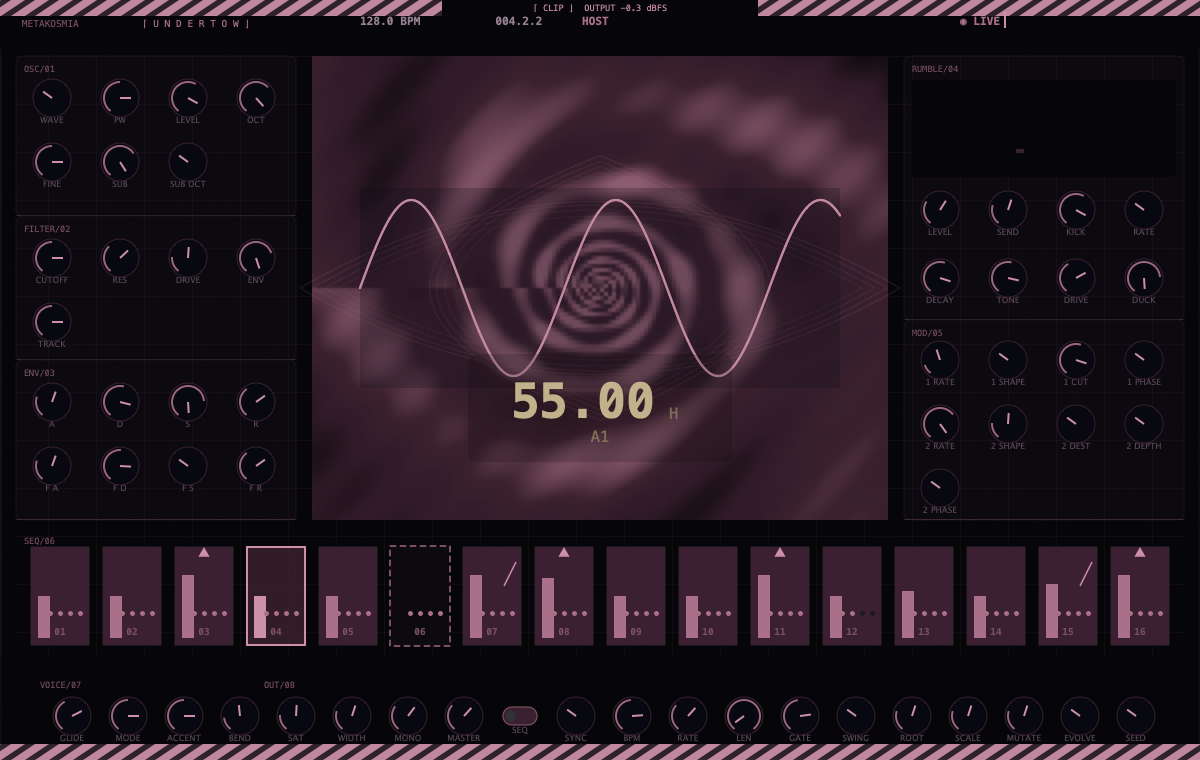 [ CLIP ] OUTPUT −0.3 dBFS
METAKOSMIA [ U N D E R T O W ] 128.0 BPM 004.2.2 HOST ◉ LIVE
OSC/01
WAVE PW LEVEL OCT
FINE SUB SUB OCT
FILTER/02
CUTOFF RES DRIVE ENV
TRACK
ENV/03
A D S R
F A F D F S F R
55.00 H
A1
RUMBLE/04
LEVEL SEND KICK RATE
DECAY TONE DRIVE DUCK
MOD/05
1 RATE 1 SHAPE 1 CUT 1 PHASE
2 RATE 2 SHAPE 2 DEST 2 DEPTH
2 PHASE
SEQ/06
01 02 03 04 05 06 07 08 09 10 11 12 13 14 15 16
VOICE/07 OUT/08
GLIDE MODE ACCENT BEND SAT WIDTH MONO MASTER SEQ SYNC BPM RATE LEN GATE SWING ROOT SCALE MUTATE EVOLVE SEED